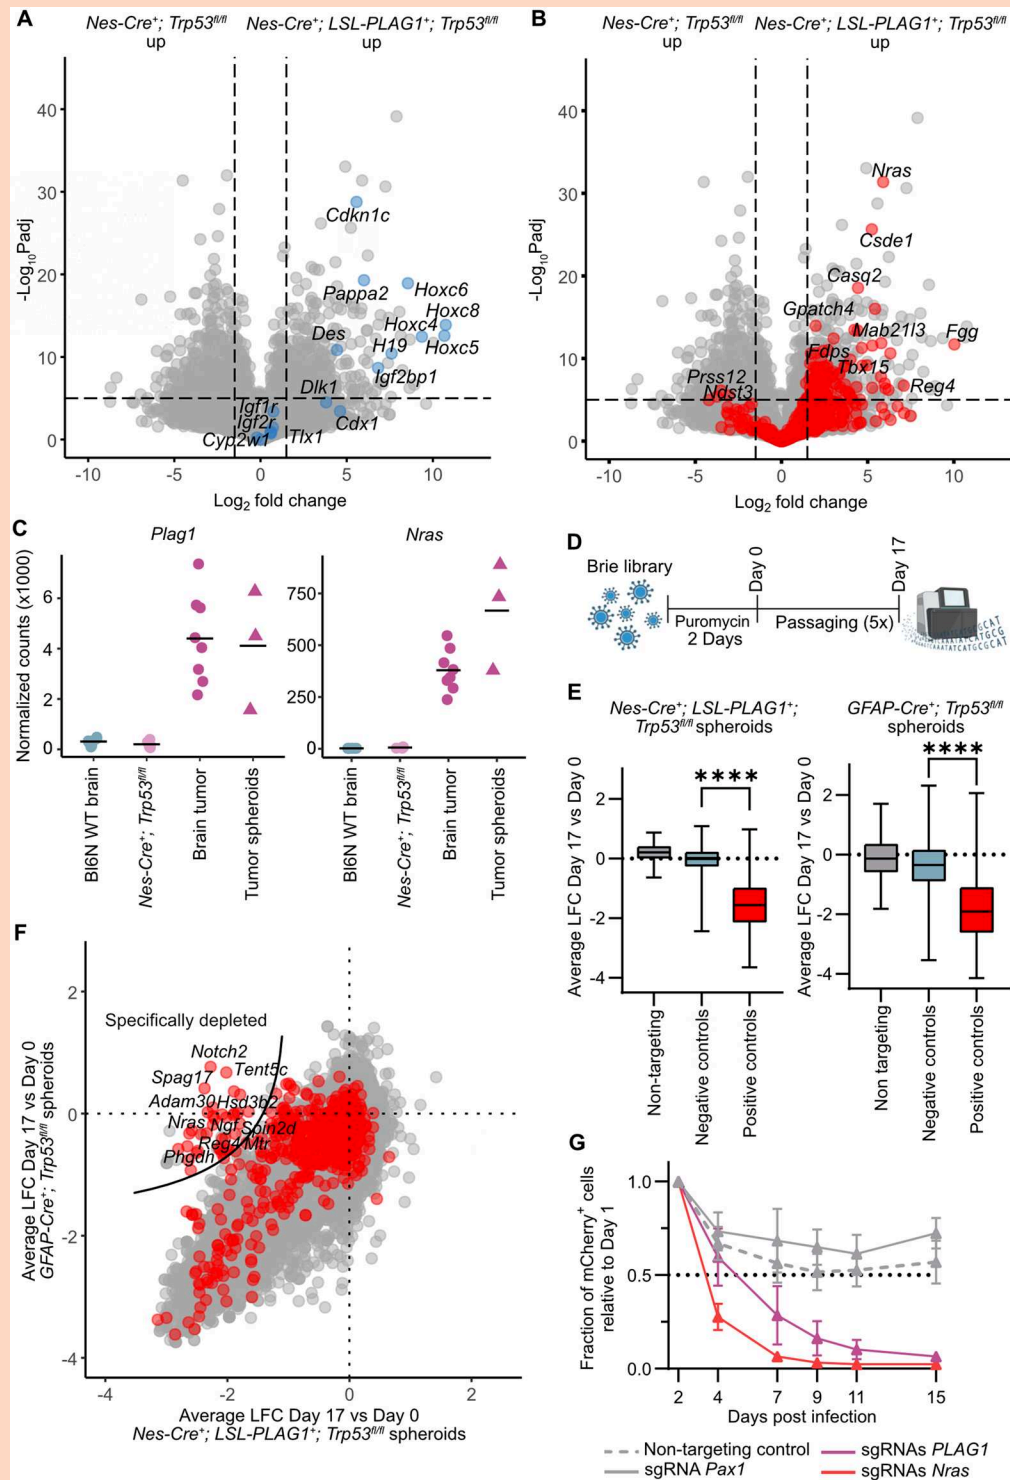 A
Nes-Cre⁺; Trp53fl/fl
up
Nes-Cre⁺; LSL-PLAG1⁺; Trp53fl/fl
up
-Log₁₀Padj
40
30
20
10
0
Cdkn1c
Pappa2
Hoxc6
Hoxc8
Hoxc4
Des
H19
Hoxc5
Igf2bp1
Dlk1
Igf1r
Igf2r
Cyp2w1
Tlx1
Cdx1
-10 -5 0 5 10
Log₂ fold change
B
Nes-Cre⁺; Trp53fl/fl
up
Nes-Cre⁺; LSL-PLAG1⁺; Trp53fl/fl
up
-Log₁₀Padj
40
30
20
10
0
Nras
Csde1
Casq2
Gpatch4
Mab21l3
Fgg
Fdps
Tbx15
Prss12
Reg4
Ndst3
-10 -5 0 5 10
Log₂ fold change
C
Plag1
Normalized counts (x1000)
6
4
2
0
Bl6N WT brain
Nes-Cre⁺; Trp53fl/fl
Brain tumor
Tumor spheroids
Nras
750
500
250
0
Bl6N WT brain
Nes-Cre⁺; Trp53fl/fl
Brain tumor
Tumor spheroids
D
Brie library
Puromycin
2 Days
Day 0
Passaging (5x)
Day 17
E
Nes-Cre⁺; LSL-PLAG1⁺;
Trp53fl/fl spheroids
Average LFC Day 17 vs Day 0
2
0
-2
-4
****
Non-targeting
Negative controls
Positive controls
GFAP-Cre⁺; Trp53fl/fl
spheroids
Average LFC Day 17 vs Day 0
2
0
-2
-4
****
Non targeting
Negative controls
Positive controls
F
Average LFC Day 17 vs Day 0
GFAP-Cre⁺; Trp53fl/fl spheroids
2
0
-2
-4
Specifically depleted
Notch2
Tent5c
Spag17
Adam30
Hsd3b2
Nras
Ngf
Spin2d
Reg4
Mtr
Phgdh
-4 -2 0 2
Average LFC Day 17 vs Day 0
Nes-Cre⁺; LSL-PLAG1⁺; Trp53fl/fl spheroids
G
Fraction of mCherry⁺ cells
relative to Day 1
1.0
0.5
0.0
2 4 7 9 11 15
Days post infection
Non-targeting control
sgRNA Pax1
sgRNAs PLAG1
sgRNAs Nras